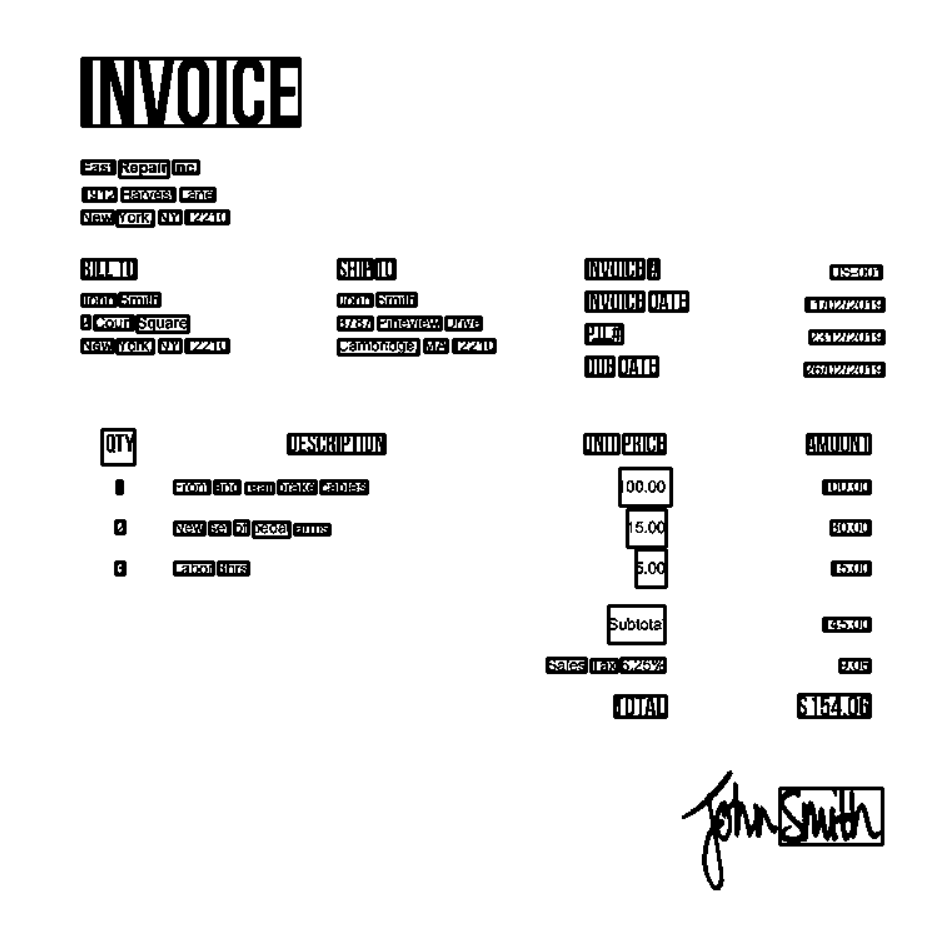 INVOICE
East Repair Inc.
1912 Harvest Lane
New York, NY 12210
BILL TO SHIP TO INVOICE #
John Smith John Smith INVOICE DATE 11/02/2019
2 Court Square 3787 Pineview Drive P.O.# 23/12/2019
New York, NY 12210 Cambridge, MA 12210 DUE DATE 26/02/2019
QTY DESCRIPTION UNIT PRICE AMOUNT
1 Front and rear brake cables 100.00 100.00
2 New set of pedal arms 15.00 30.00
3 Labor 3hrs 5.00 15.00
Subtotal 145.00
Sales Tax 6.25% 9.06
TOTAL $154.06
John Smith